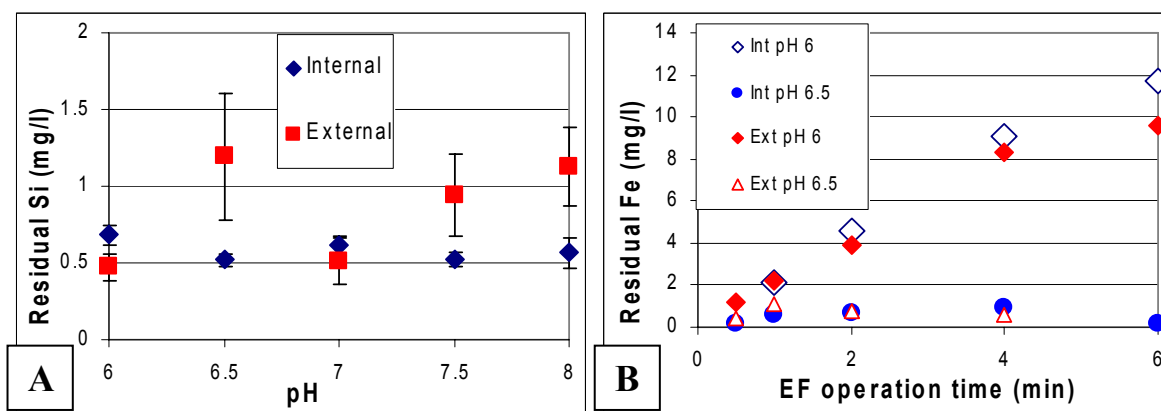 2
1.5
1
0.5
0
Residual Si (mg/l)
Internal
External
6
6.5
7
7.5
8
pH
A
14
12
10
8
6
4
2
0
Residual Fe (mg/l)
Int pH 6
Int pH 6.5
Ext pH 6
Ext pH 6.5
0
2
4
6
EF operation time (min)
B